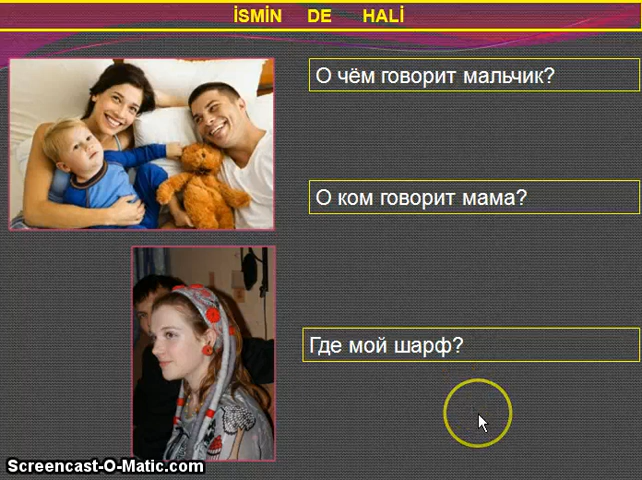 İSMİN DE HALİ
О чём говорит мальчик?
О ком говорит мама?
Где мой шарф?
Screencast-O-Matic.com